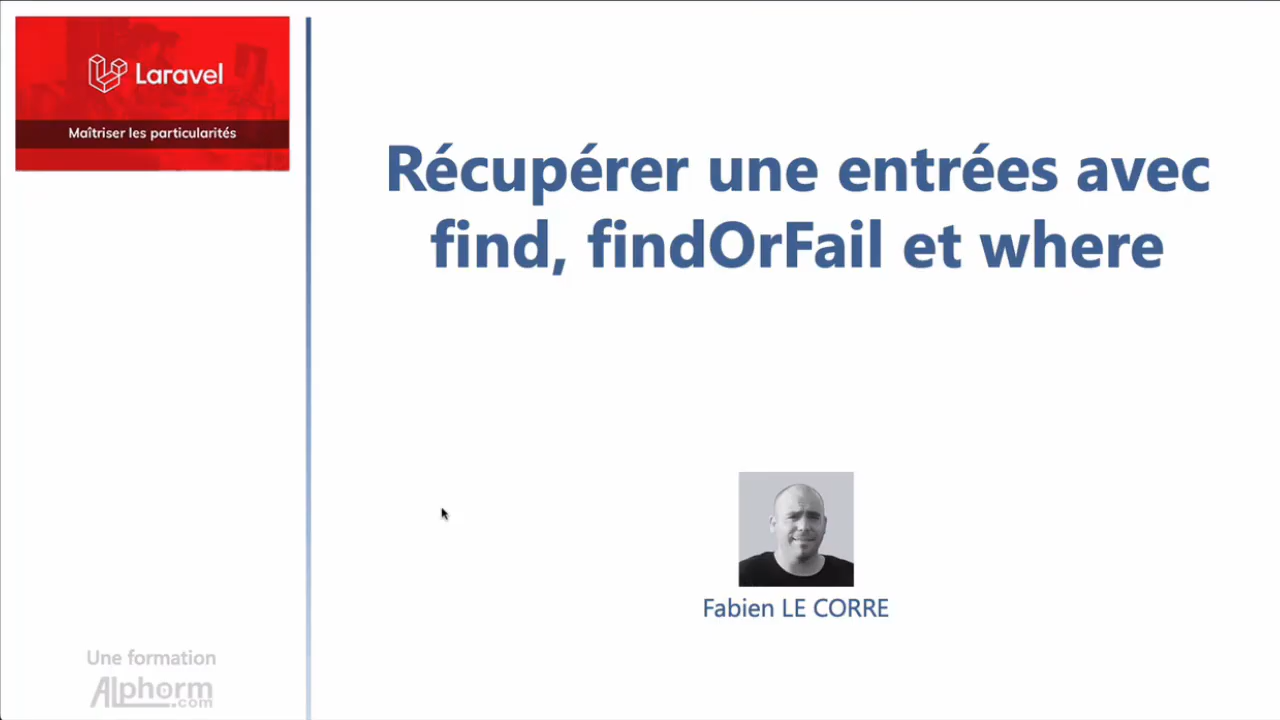 Laravel
Maîtriser les particularités
Récupérer une entrées avec
find, findOrFail et where
Fabien LE CORRE
Une formation
Alphorm
.com